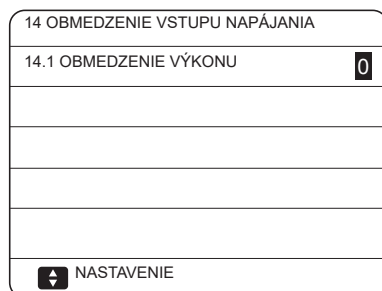 14 OBMEDZENIE VSTUPU NAPÁJANIA
14.1 OBMEDZENIE VÝKONU 0
NASTAVENIE